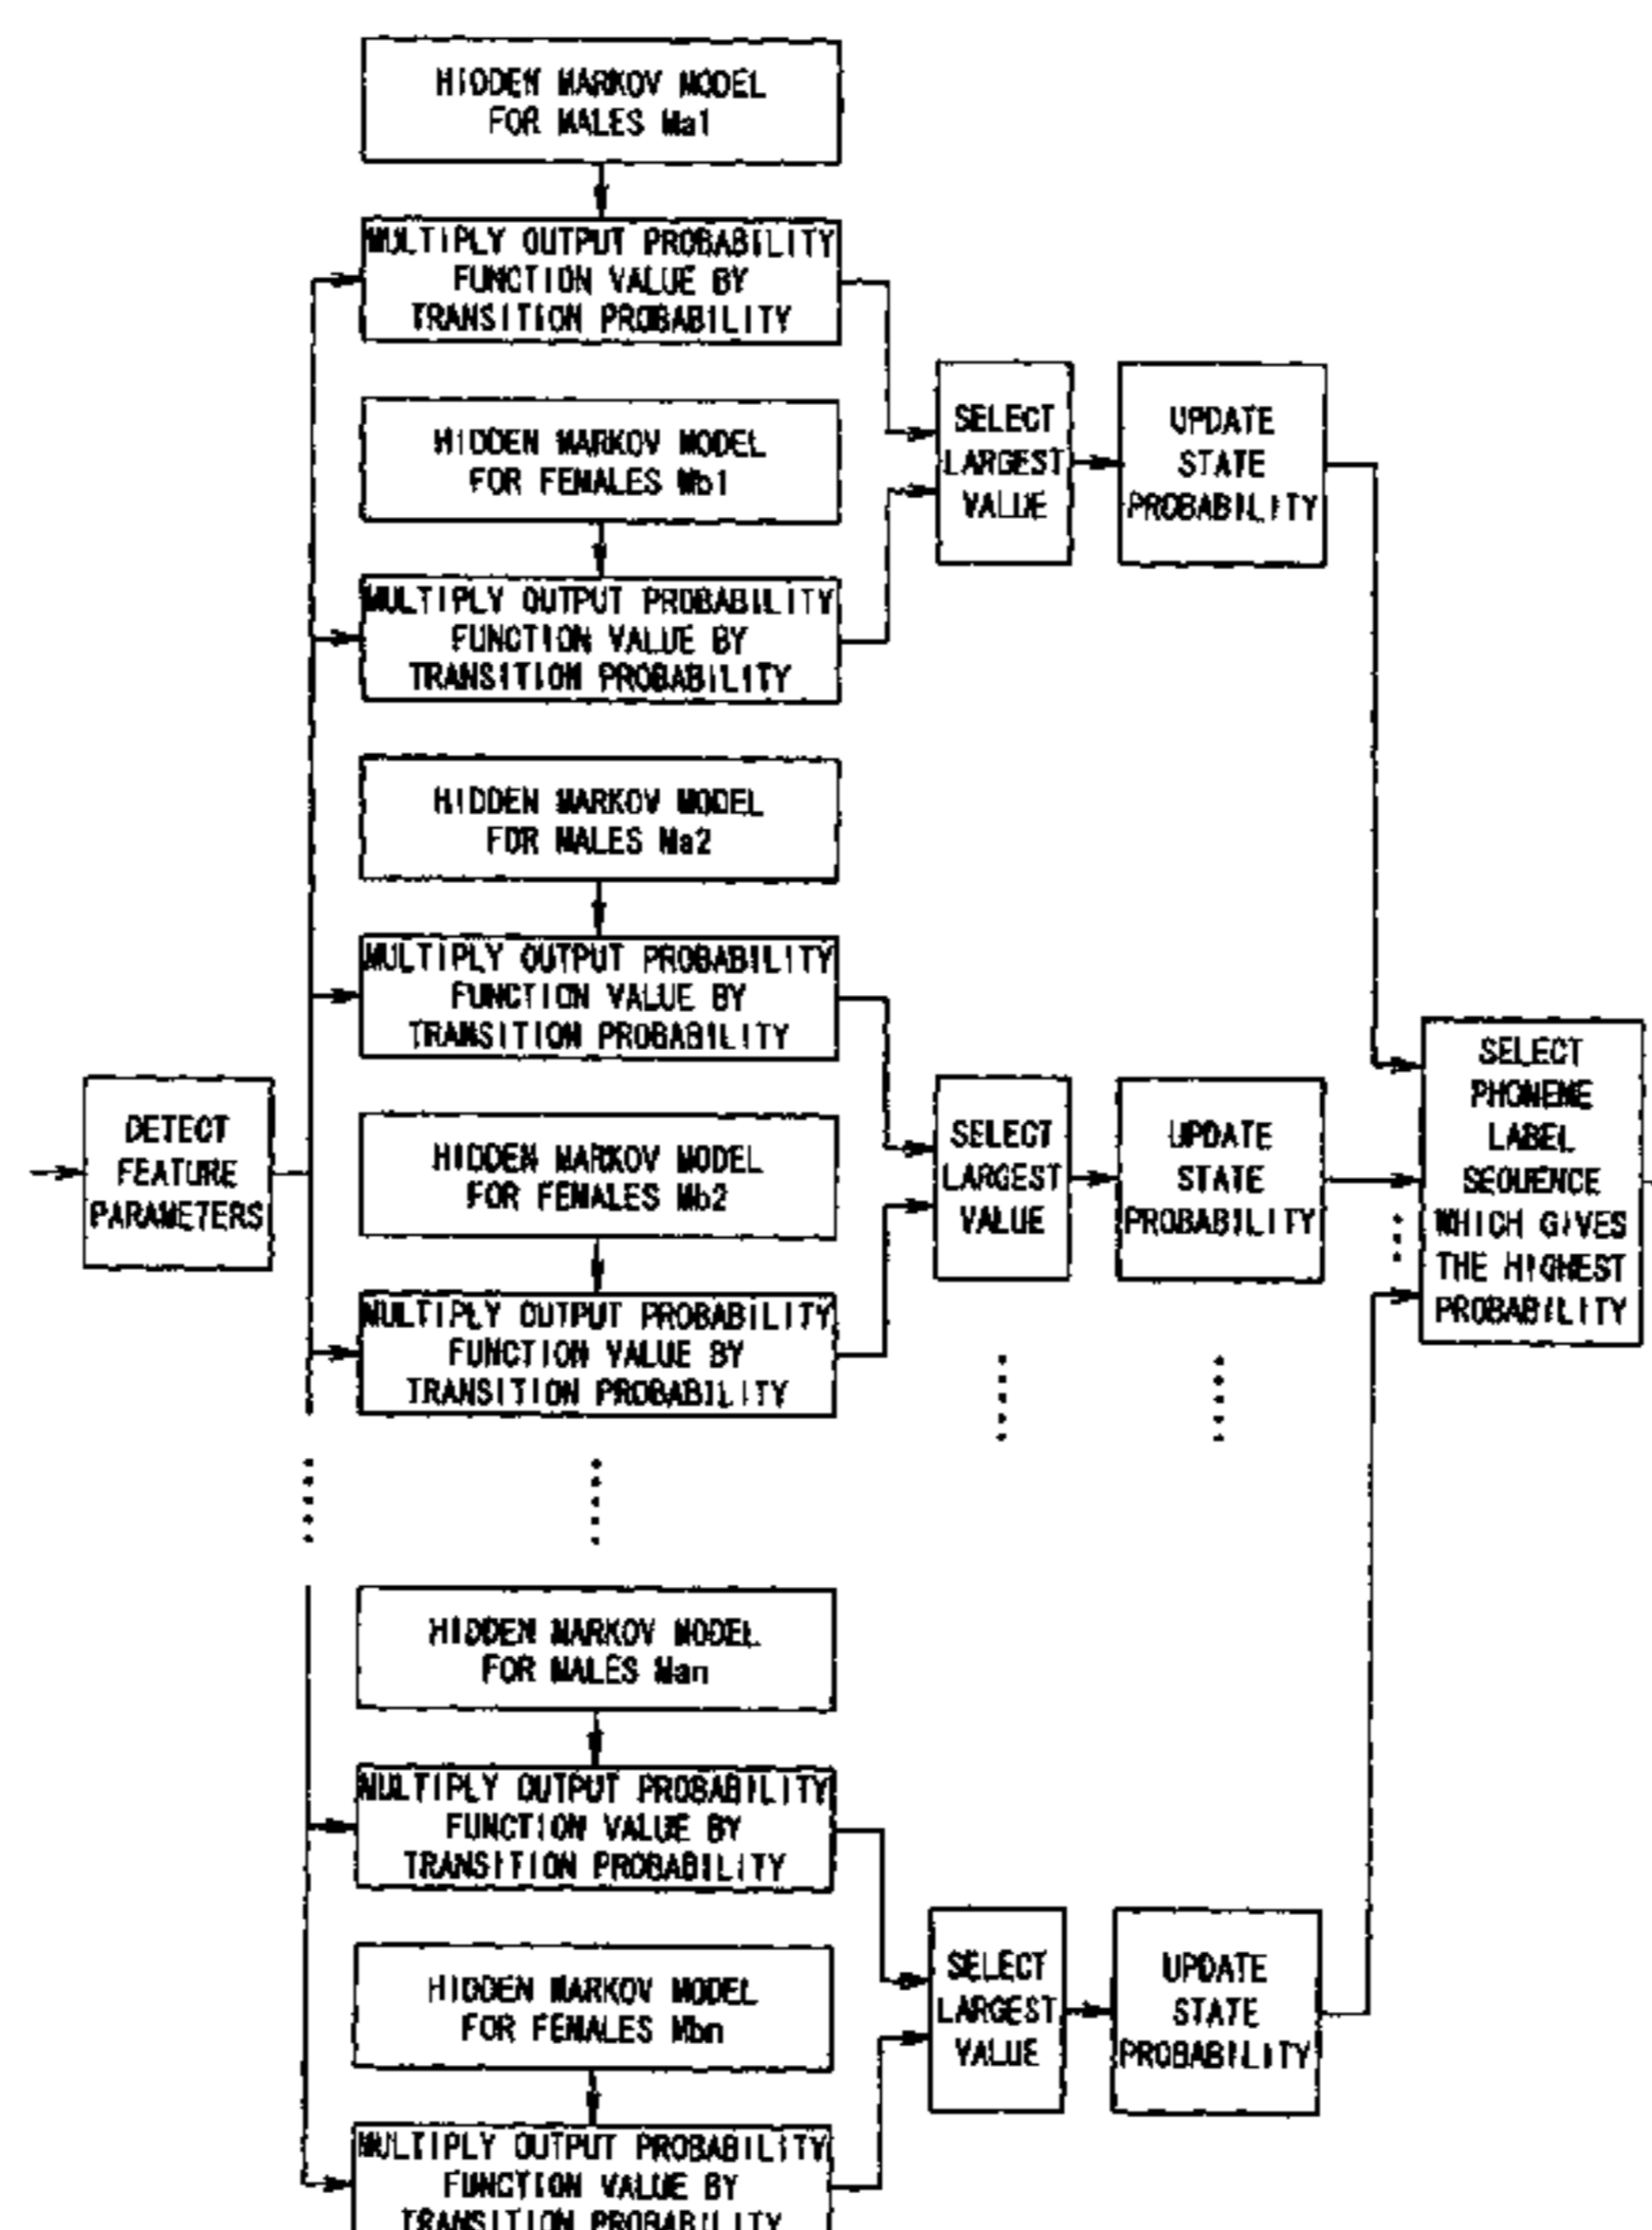 HIDDEN MARKOV MODEL
FOR MALES Ma1
MULTIPLY OUTPUT PROBABILITY
FUNCTION VALUE BY
TRANSITION PROBABILITY
HIDDEN MARKOV MODEL
FOR FEMALES Mb1
MULTIPLY OUTPUT PROBABILITY
FUNCTION VALUE BY
TRANSITION PROBABILITY
SELECT
LARGEST
VALUE
UPDATE
STATE
PROBABILITY
HIDDEN MARKOV MODEL
FOR MALES Ma2
MULTIPLY OUTPUT PROBABILITY
FUNCTION VALUE BY
TRANSITION PROBABILITY
DETECT
FEATURE
PARAMETERS
HIDDEN MARKOV MODEL
FOR FEMALES Mb2
MULTIPLY OUTPUT PROBABILITY
FUNCTION VALUE BY
TRANSITION PROBABILITY
SELECT
LARGEST
VALUE
UPDATE
STATE
PROBABILITY
SELECT
PHONEME
LABEL
SEQUENCE
WHICH GIVES
THE HIGHEST
PROBABILITY
HIDDEN MARKOV MODEL
FOR MALES Man
MULTIPLY OUTPUT PROBABILITY
FUNCTION VALUE BY
TRANSITION PROBABILITY
HIDDEN MARKOV MODEL
FOR FEMALES Mbn
MULTIPLY OUTPUT PROBABILITY
FUNCTION VALUE BY
TRANSITION PROBABILITY
SELECT
LARGEST
VALUE
UPDATE
STATE
PROBABILITY